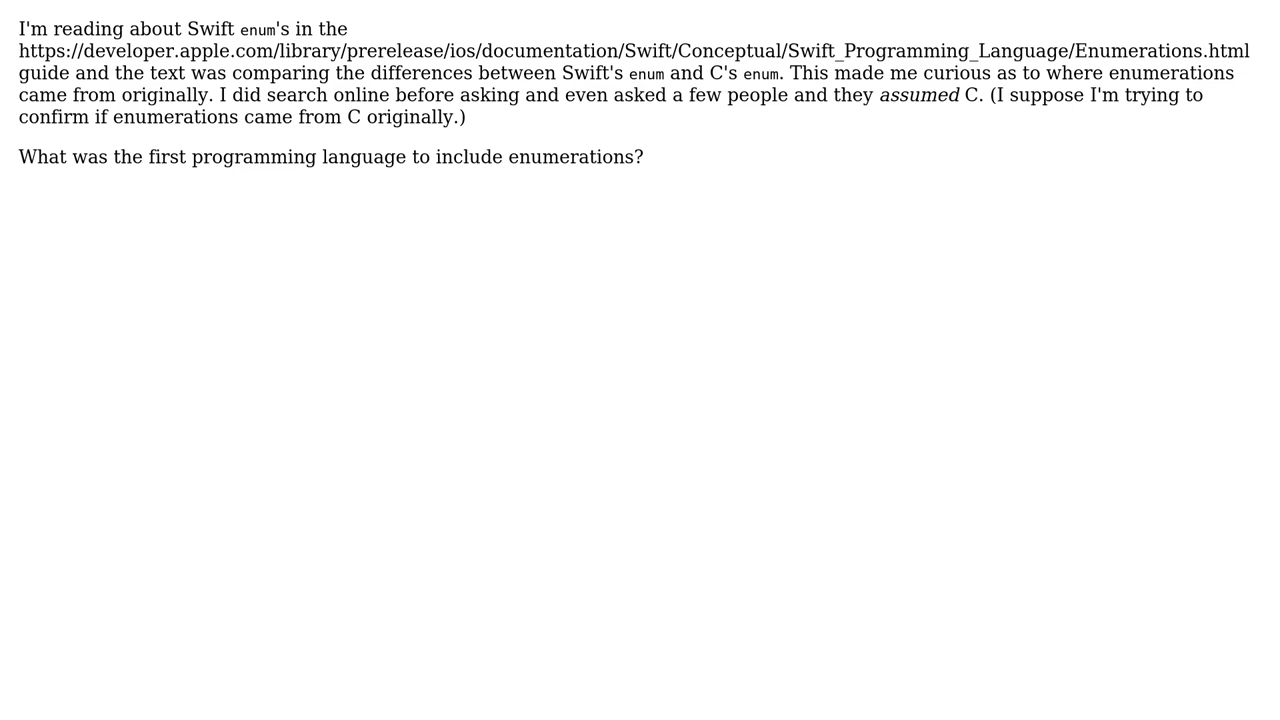 I'm reading about Swift enum's in the
https://developer.apple.com/library/prerelease/ios/documentation/Swift/Conceptual/Swift_Programming_Language/Enumerations.html
guide and the text was comparing the differences between Swift's enum and C's enum. This made me curious as to where enumerations
came from originally. I did search online before asking and even asked a few people and they assumed C. (I suppose I'm trying to
confirm if enumerations came from C originally.)
What was the first programming language to include enumerations?